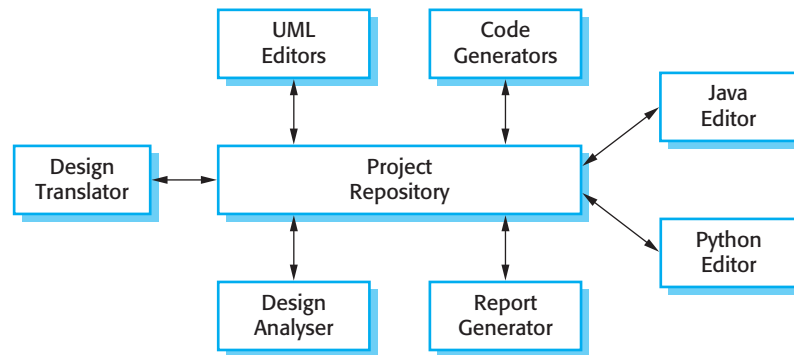 UML
Editors
Code
Generators
Java
Editor
Design
Translator
Project
Repository
Python
Editor
Design
Analyser
Report
Generator